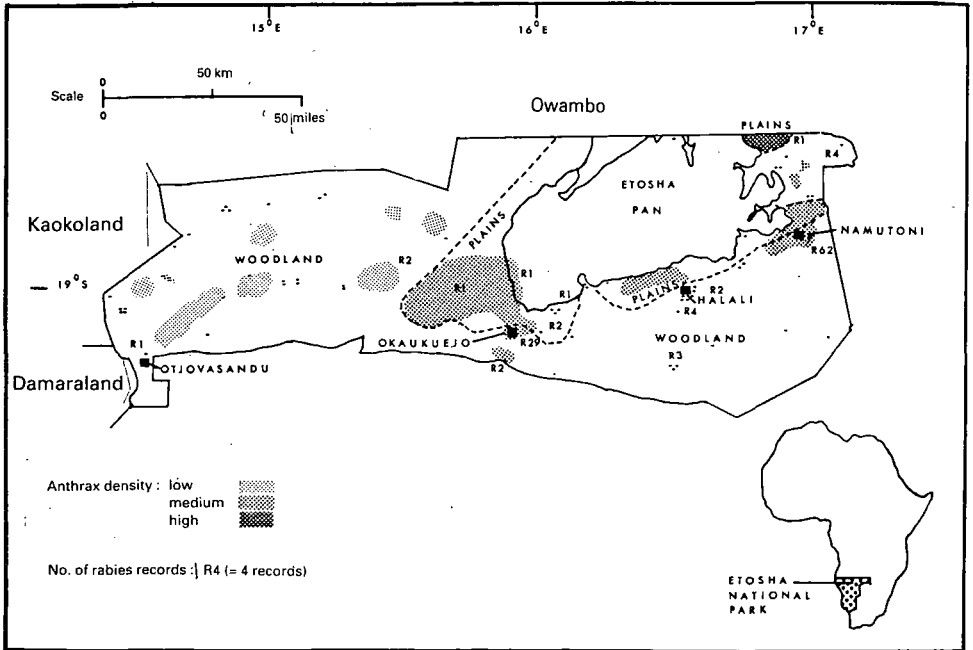 15°E
16°E
17°E
0
50 km
Scale
0
50 miles
Owambo
PLAINS
R1
R4
ETOSHA
PAN
Kaokoland
PLAINS
NAMUTONI
WOODLAND
R2
R62
19°S
R1
R1
R1
PLAINS
R2
HALALI
R4
R2
R1
OKAUKUEJO
R29
WOODLAND
R3
R2
OTJOVASANDU
Damaraland
Anthrax density : low
medium
high
No. of rabies records : R4 (= 4 records)
ETOSHA
NATIONAL
PARK